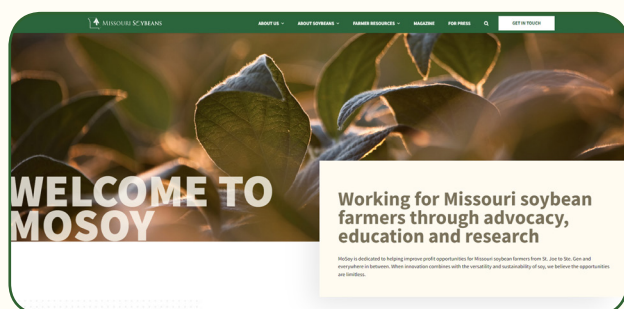 MISSOURI SOYBEANS
ABOUT US
ABOUT SOYBEANS
FARMER RESOURCES
MAGAZINE
FOR PRESS
GET IN TOUCH
WELCOME TO
MOSOY
Working for Missouri soybean
farmers through advocacy,
education and research
MoSoy is dedicated to helping improve profit opportunities for Missouri soybean farmers from St. Joe to Ste. Gen and
everywhere in between. When innovation combines with the versatility and sustainability of soy, we believe the opportunities
are limitless.